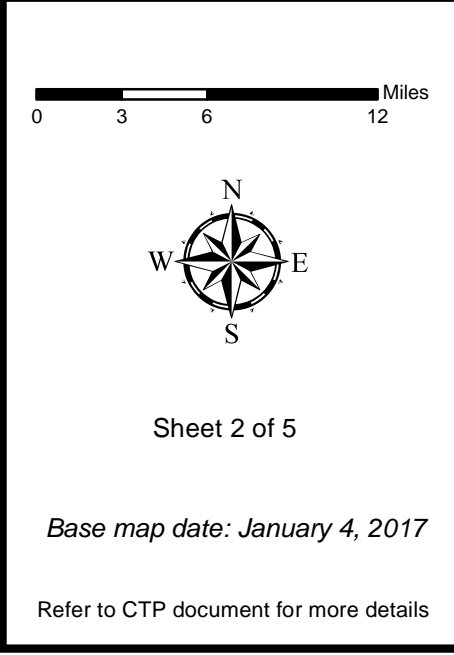 Miles
0 3 6 12
N
W E
S
Sheet 2 of 5
Base map date: January 4, 2017
Refer to CTP document for more details